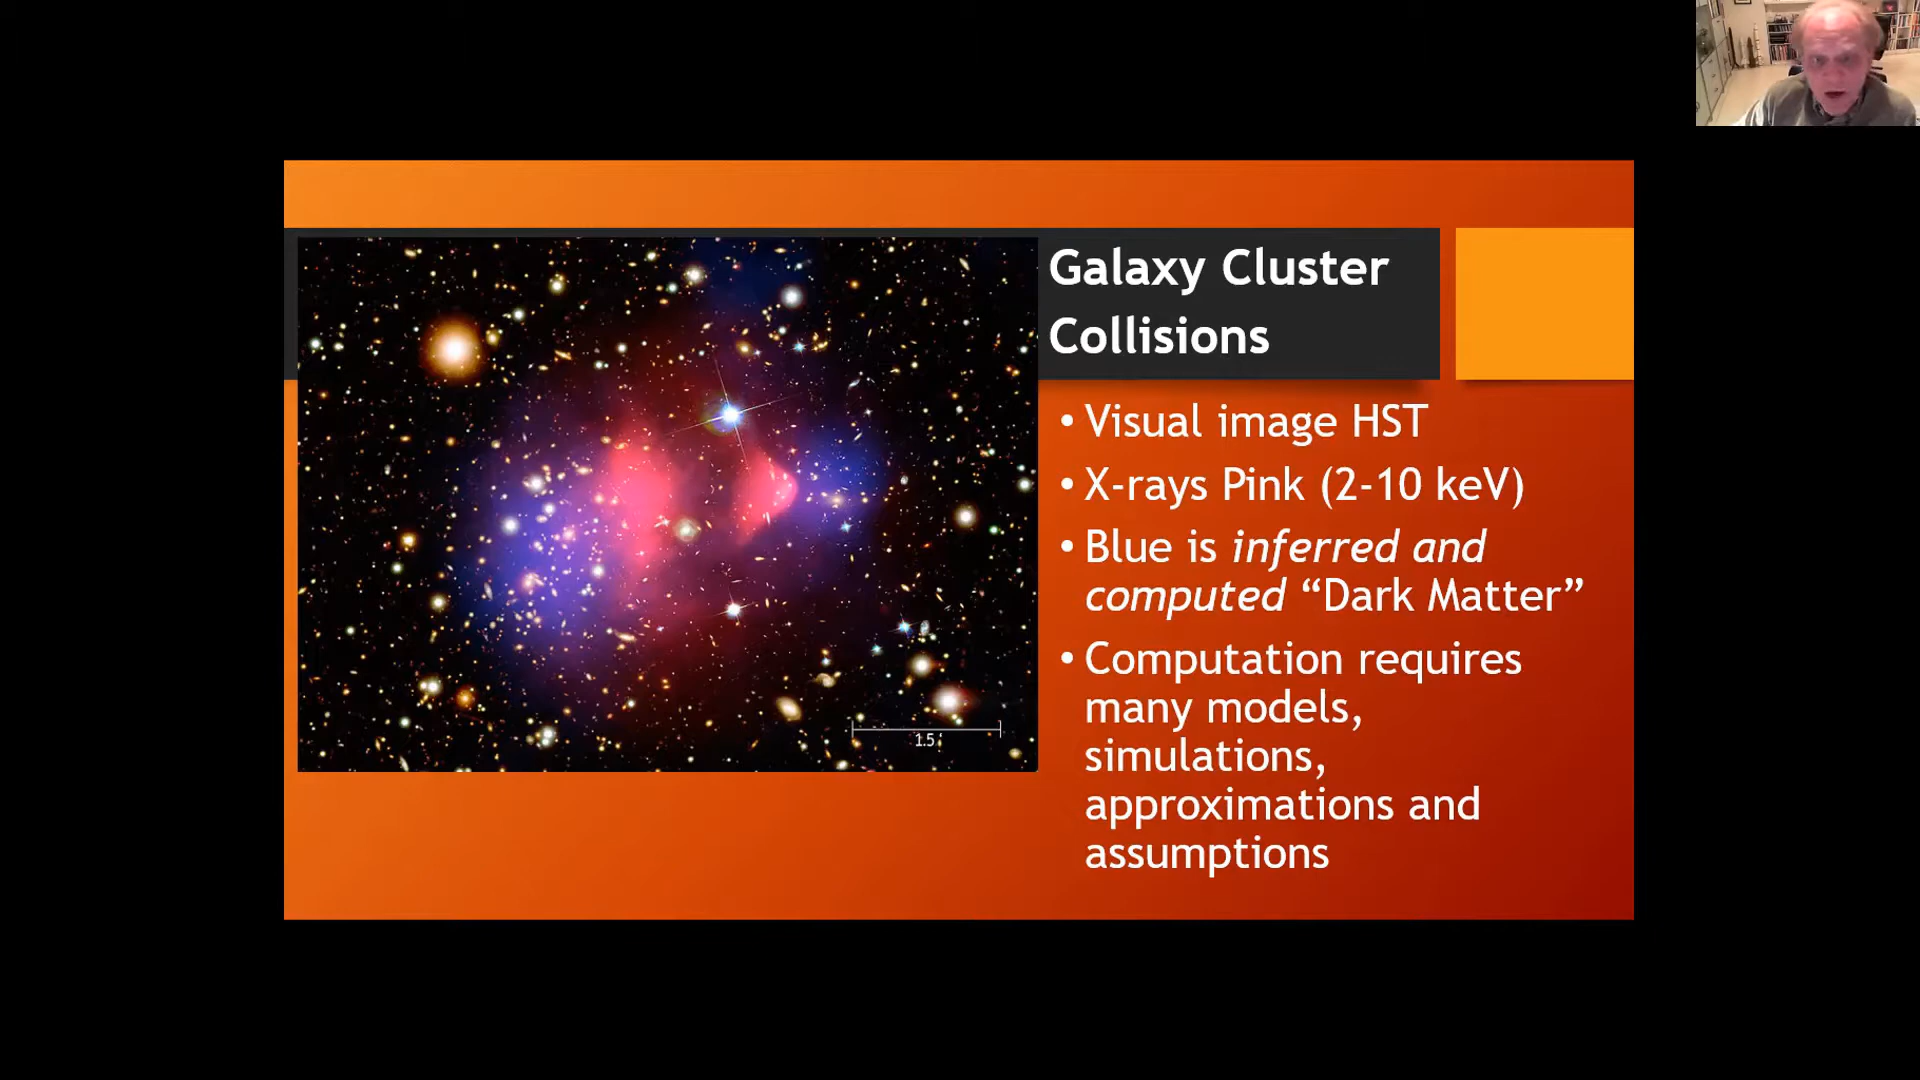 Galaxy Cluster
Collisions
• Visual image HST
• X-rays Pink (2-10 keV)
• Blue is inferred and
computed “Dark Matter”
• Computation requires
many models,
simulations,
approximations and
assumptions
1.5'